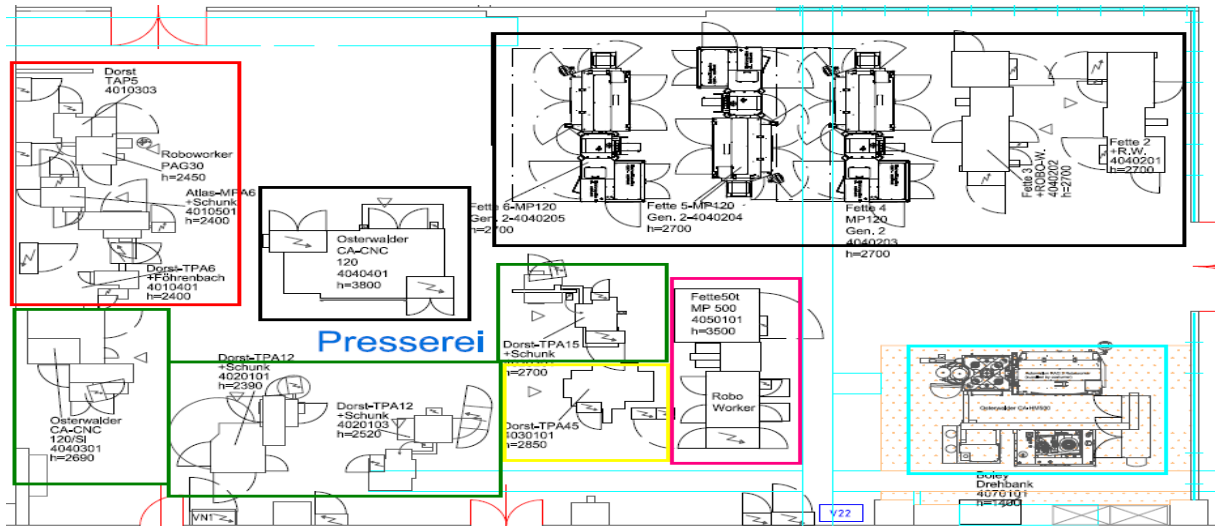 Dorst
TAP5
4010303
Roboworker
PAG30
h=2450
Atlas-MPA6
+Schunk
4010501
h=2400
Dorst-TPA6
+Föhrenbach
4010401
h=2400
Osterwalder
CA-CNC
120
4040401
h=3800
Fette 6-MP120
Gen. 2-4040205
h=2700
Fette 5-MP120
Gen. 2-4040204
h=2700
Fette 4
MP120
Gen. 2
4040203
h=2700
Fette 3
+ROBO-W.
4040202
h=2700
Fette 2
+R.W.
4040201
h=2700
Presserei
Dorst-TPA15
+Schunk
h=2700
Fette50t
MP 500
4050101
h=3500
Robo
Worker
Dorst-TPA45
4030101
h=2850
Dorst-TPA12
+Schunk
4020101
h=2390
Dorst-TPA12
+Schunk
4020103
h=2520
Osterwalder
CA-CNC
120/SI
4040301
h=2690
Boley
Drehbank
4070101
h=1400
VN1
V22